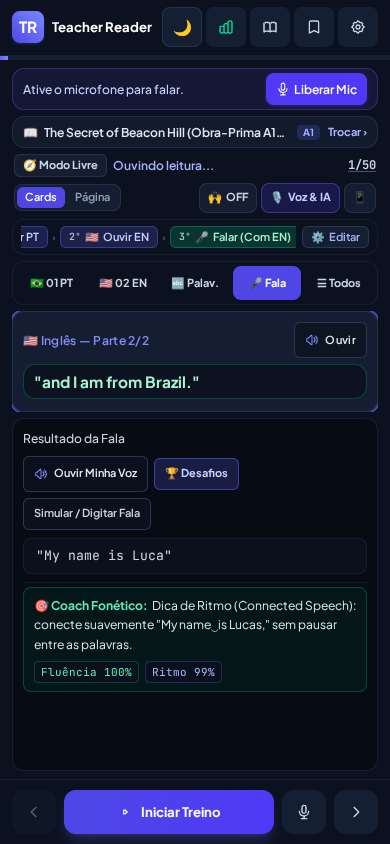 TR Teacher Reader
Ative o microfone para falar. Liberar Mic
The Secret of Beacon Hill (Obra-Prima A1... A1 Trocar ›
Modo Livre Ouvindo leitura... 1/50
Cards Página OFF Voz & IA
r PT › 2° Ouvir EN › 3° Falar (Com EN) Editar
01 PT 02 EN Palav. Fala Todos
Inglês — Parte 2/2 Ouvir
"and I am from Brazil."
Resultado da Fala
Ouvir Minha Voz Desafios
Simular / Digitar Fala
"My name is Luca"
Coach Fonético: Dica de Ritmo (Connected Speech):
conecte suavemente "My name‿is Lucas," sem pausar
entre as palavras.
Fluência 100% Ritmo 99%
Iniciar Treino